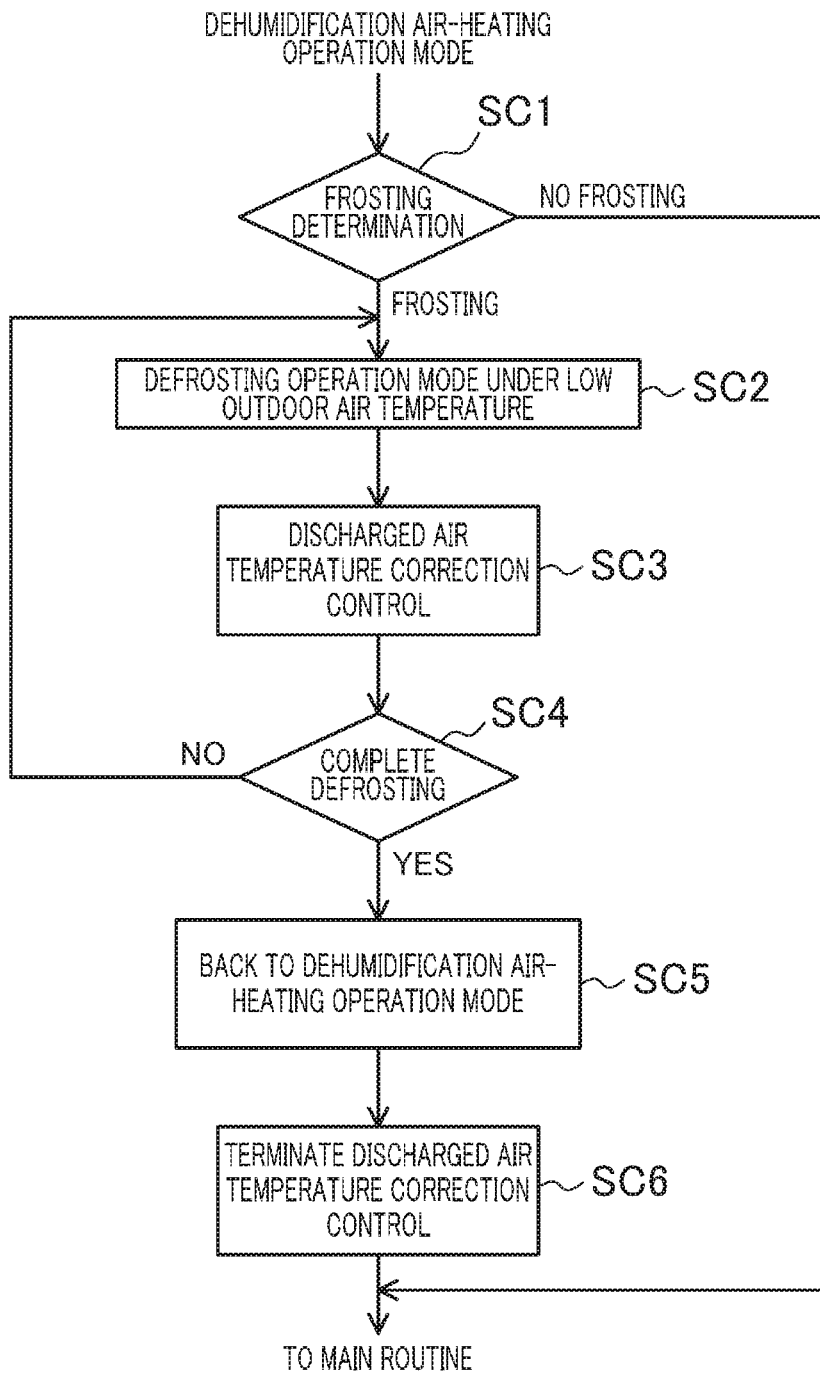 DEHUMIDIFICATION AIR-HEATING
OPERATION MODE
SC1
FROSTING
DETERMINATION
NO FROSTING
FROSTING
DEFROSTING OPERATION MODE UNDER LOW
OUTDOOR AIR TEMPERATURE
SC2
DISCHARGED AIR
TEMPERATURE CORRECTION
CONTROL
SC3
SC4
NO
COMPLETE
DEFROSTING
YES
BACK TO DEHUMIDIFICATION AIR-
HEATING OPERATION MODE
SC5
TERMINATE DISCHARGED AIR
TEMPERATURE CORRECTION
CONTROL
SC6
TO MAIN ROUTINE